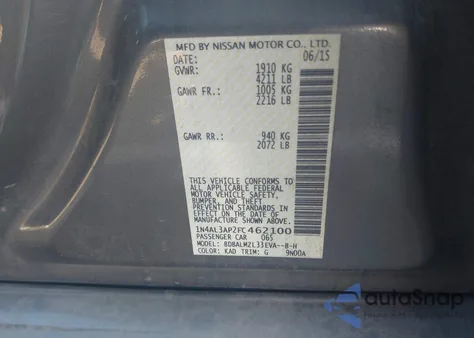 MFD BY NISSAN MOTOR CO., LTD.
DATE: 06/15
GVWR: 1910 KG
4211 LB
GAWR FR.: 1005 KG
2216 LB
GAWR RR.: 940 KG
2072 LB
THIS VEHICLE CONFORMS TO ALL
APPLICABLE FEDERAL MOTOR
VEHICLE SAFETY,
BUMPER, AND THEFT
PREVENTION STANDARDS IN
EFFECT ON THE DATE OF
MANUFACTURE SHOWN ABOVE.
1N4AL3AP2FC462100
PASSENGER CAR 065
MODEL: BDBALMZL33EVA--B-H
COLOR: KAD TRIM: G 9N00A
autoSnap